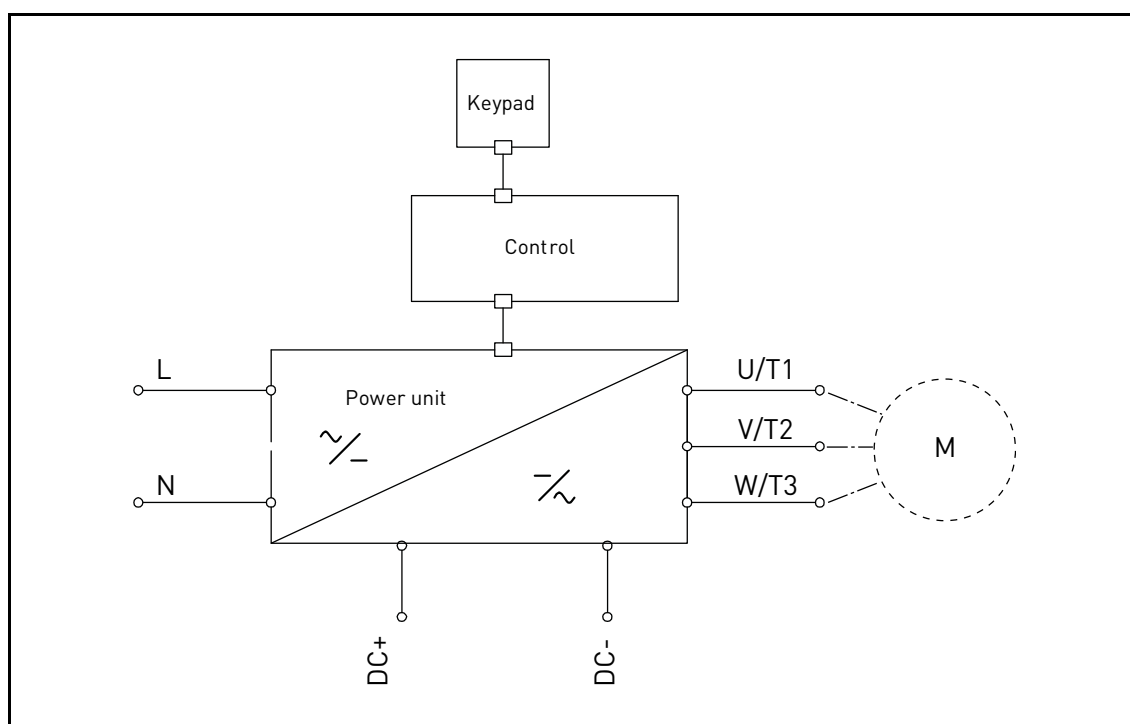 Keypad
Control
L
U/T1
Power unit
V/T2
M
N
W/T3
DC+
DC-